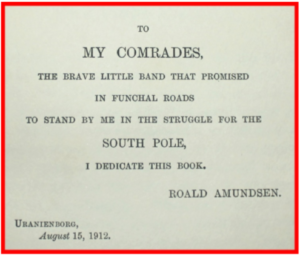 TO
MY COMRADES,
THE BRAVE LITTLE BAND THAT PROMISED
IN FUNCHAL ROADS
TO STAND BY ME IN THE STRUGGLE FOR THE
SOUTH POLE,
I DEDICATE THIS BOOK.
ROALD AMUNDSEN.
URANIENBORG,
August 15, 1912.